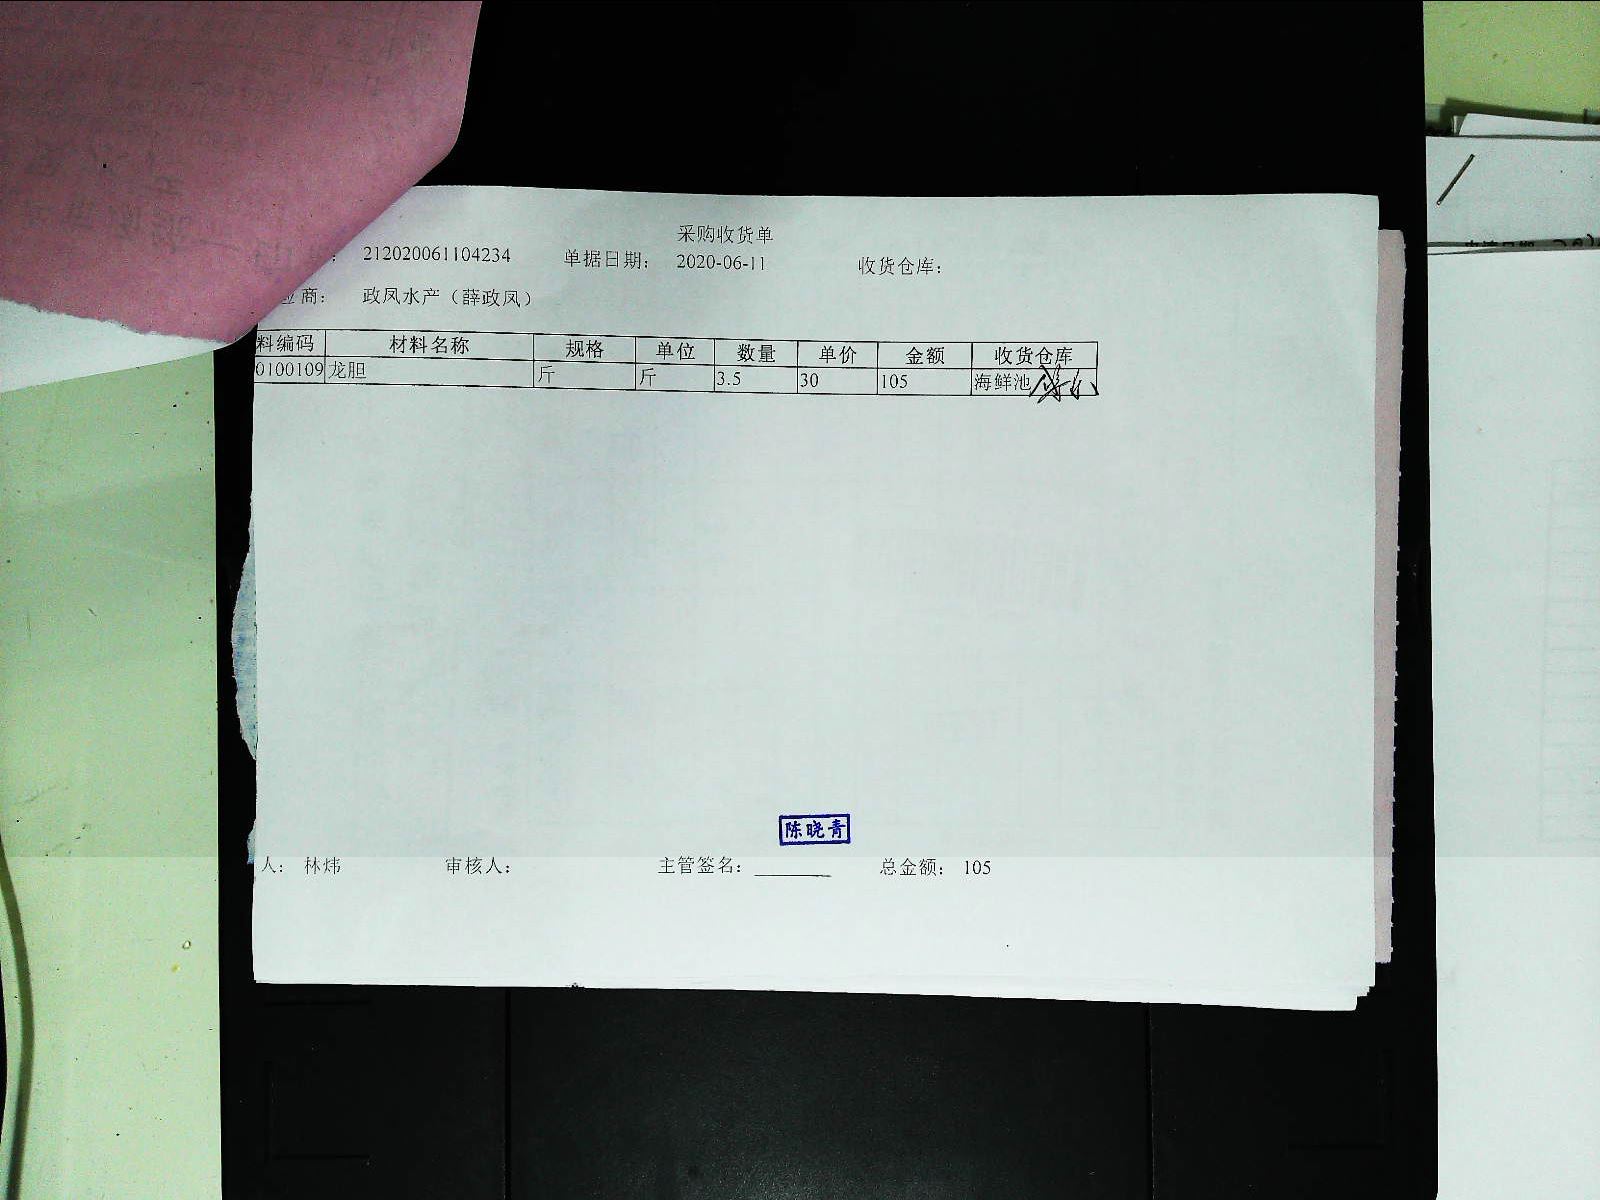 采购收货单
: 212020061104234 单据日期: 2020-06-11 收货仓库:
应商: 政凤水产（薛政凤）
料编码 材料名称 规格 单位 数量 单价 金额 收货仓库
0100109 龙胆 斤 斤 3.5 30 105 海鲜池
陈晓青
人: 林炜 审核人: 主管签名: 总金额: 105